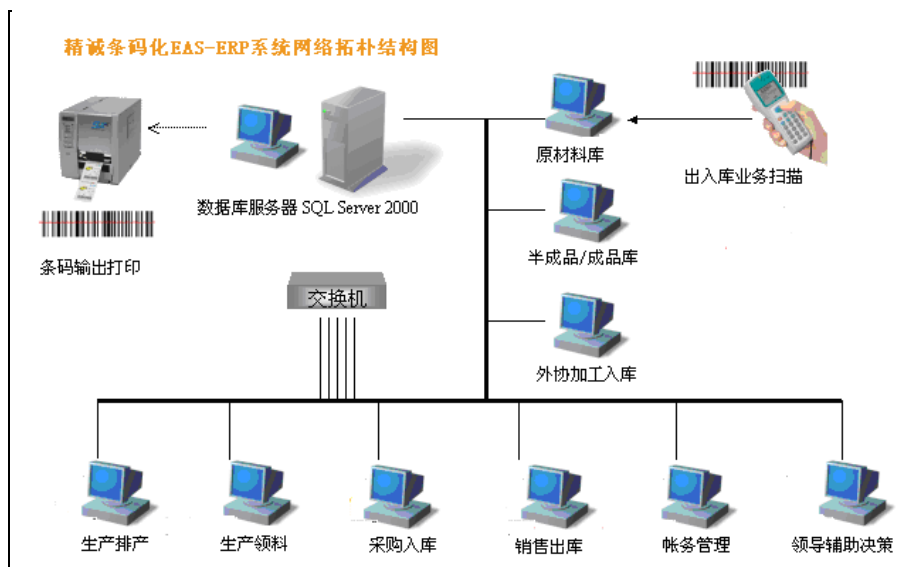 精诚条码化EAS-ERP系统网络拓朴结构图
原材料库
出入库业务扫描
数据库服务器 SQL Server 2000
半成品/成品库
条码输出打印
交换机
外协加工入库
生产排产
生产领料
采购入库
销售出库
帐务管理
领导辅助决策